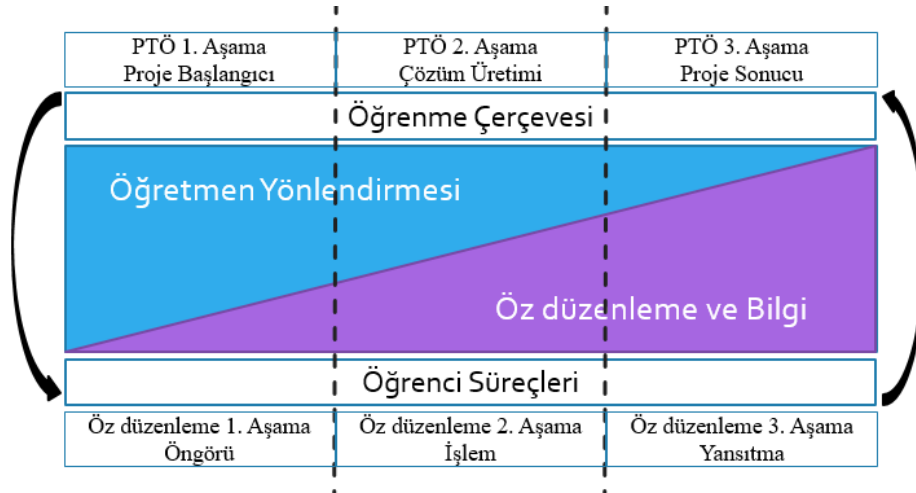 PTÖ 1. Aşama
Proje Başlangıcı
PTÖ 2. Aşama
Çözüm Üretimi
PTÖ 3. Aşama
Proje Sonucu
Öğrenme Çerçevesi
Öğretmen Yönlendirmesi
Öz düzenleme ve Bilgi
Öğrenci Süreçleri
Öz düzenleme 1. Aşama
Öngörü
Öz düzenleme 2. Aşama
İşlem
Öz düzenleme 3. Aşama
Yansıtma